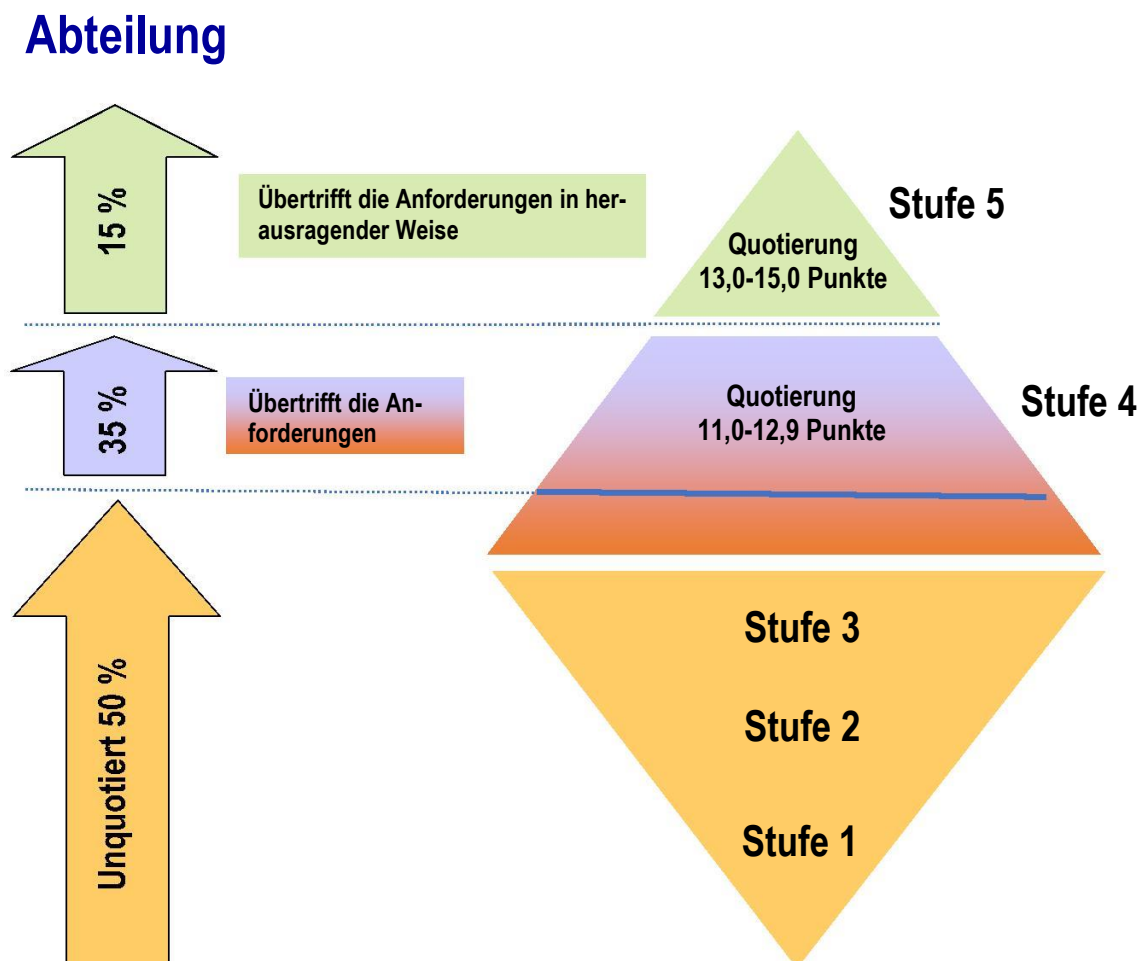 Abteilung
15 %
Übertrifft die Anforderungen in her-
ausragender Weise
Quotierung
13,0-15,0 Punkte
Stufe 5
35 %
Übertrifft die An-
forderungen
Quotierung
11,0-12,9 Punkte
Stufe 4
Unquotiert 50 %
Stufe 3
Stufe 2
Stufe 1